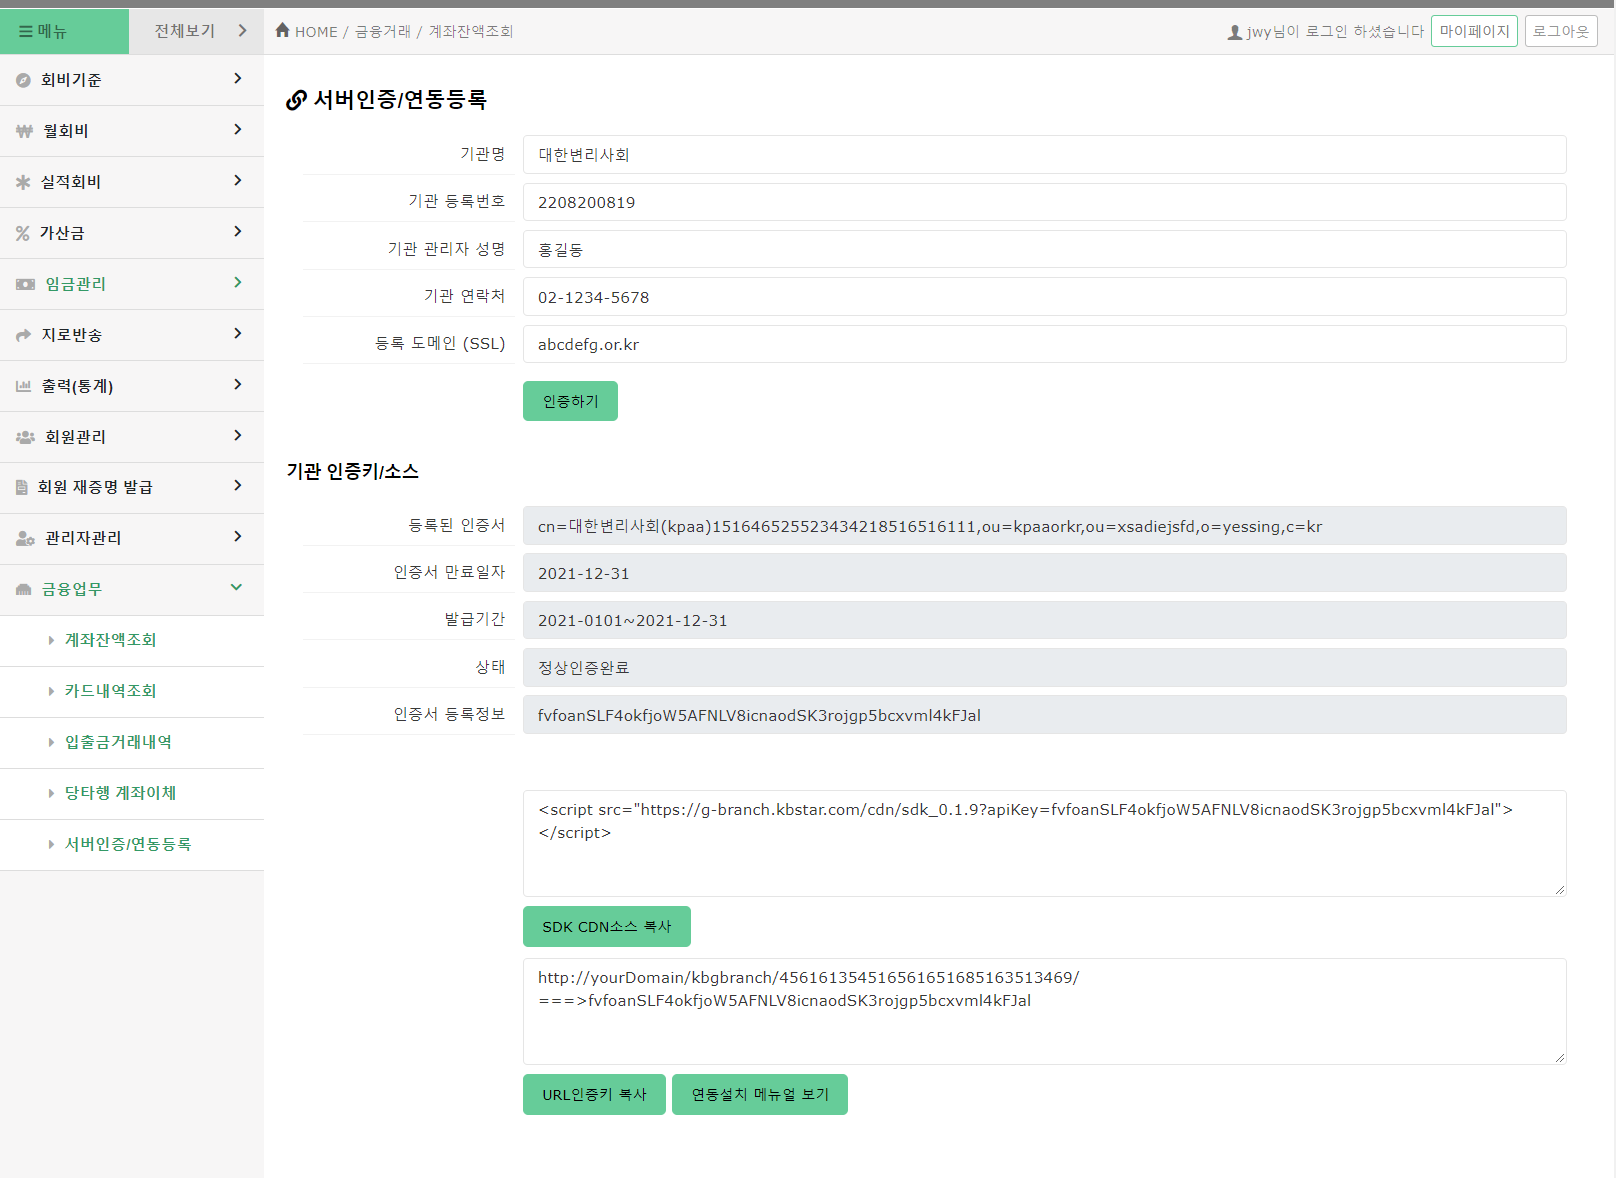 메뉴
전체보기
HOME / 금융거래 / 계좌잔액조회
jwy님이 로그인 하셨습니다
마이페이지
로그아웃
회비기준
월회비
실적회비
가산금
임금관리
지로반송
출력(통계)
회원관리
회원 재증명 발급
관리자관리
금융업무
계좌잔액조회
카드내역조회
입출금거래내역
당타행 계좌이체
서버인증/연동등록
서버인증/연동등록
기관명 대한변리사회
기관 등록번호 2208200819
기관 관리자 성명 홍길동
기관 연락처 02-1234-5678
등록 도메인 (SSL) abcdefg.or.kr
인증하기
기관 인증키/소스
등록된 인증서 cn=대한변리사회(kpaa)1516465255234342185165​16111,ou=kpaaorkr,ou=xsadiejsfd,o=yessing,c=kr
인증서 만료일자 2021-12-31
발급기간 2021-0101~2021-12-31
상태 정상인증완료
인증서 등록정보 fvfoanSLF4okfjoW5AFNLV8icnaodSK3rojgp5bcxvml4kFJal
<script src="https://g-branch.kbstar.com/cdn/sdk_0.1.9?apiKey=fvfoanSLF4okfjoW5AFNLV8icnaodSK3rojgp5bcxvml4kFJal">
</script>
SDK CDN소스 복사
http://yourDomain/kbgbranch/4561613545165616516851635​13469/
===>fvfoanSLF4okfjoW5AFNLV8icnaodSK3rojgp5bcxvml4kFJal
URL인증키 복사
연동설치 메뉴얼 보기